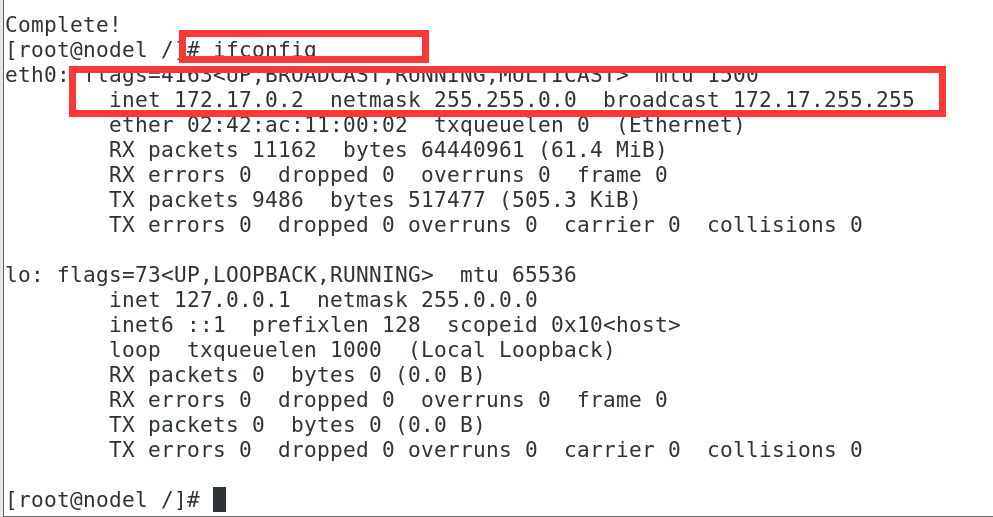 Complete!
[root@nodel /]# ifconfig
eth0: flags=4163<UP,BROADCAST,RUNNING,MULTICAST>  mtu 1500
        inet 172.17.0.2  netmask 255.255.0.0  broadcast 172.17.255.255
        ether 02:42:ac:11:00:02  txqueuelen 0  (Ethernet)
        RX packets 11162  bytes 64440961 (61.4 MiB)
        RX errors 0  dropped 0  overruns 0  frame 0
        TX packets 9486  bytes 517477 (505.3 KiB)
        TX errors 0  dropped 0 overruns 0  carrier 0  collisions 0
lo: flags=73<UP,LOOPBACK,RUNNING>  mtu 65536
        inet 127.0.0.1  netmask 255.0.0.0
        inet6 ::1  prefixlen 128  scopeid 0x10<host>
        loop  txqueuelen 1000  (Local Loopback)
        RX packets 0  bytes 0 (0.0 B)
        RX errors 0  dropped 0  overruns 0  frame 0
        TX packets 0  bytes 0 (0.0 B)
        TX errors 0  dropped 0 overruns 0  carrier 0  collisions 0
[root@nodel /]#